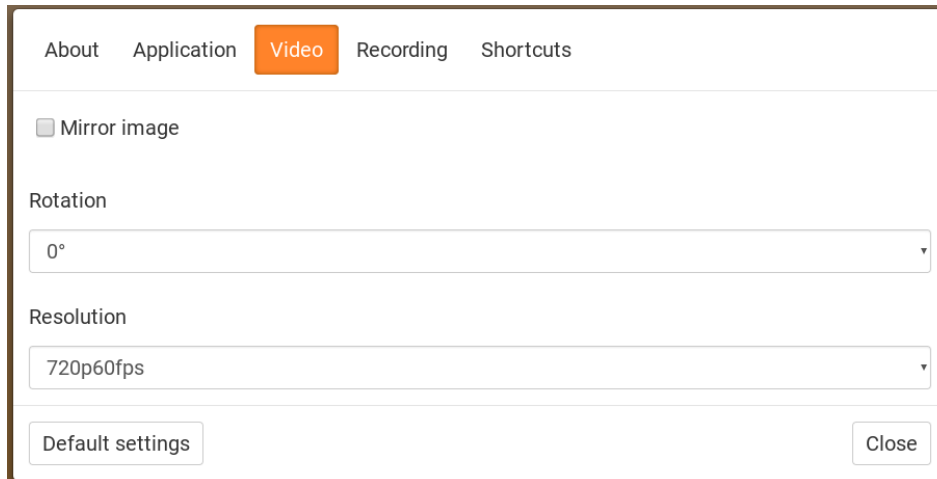 About Application Video Recording Shortcuts
Mirror image
Rotation
0°
Resolution
720p60fps
Default settings Close